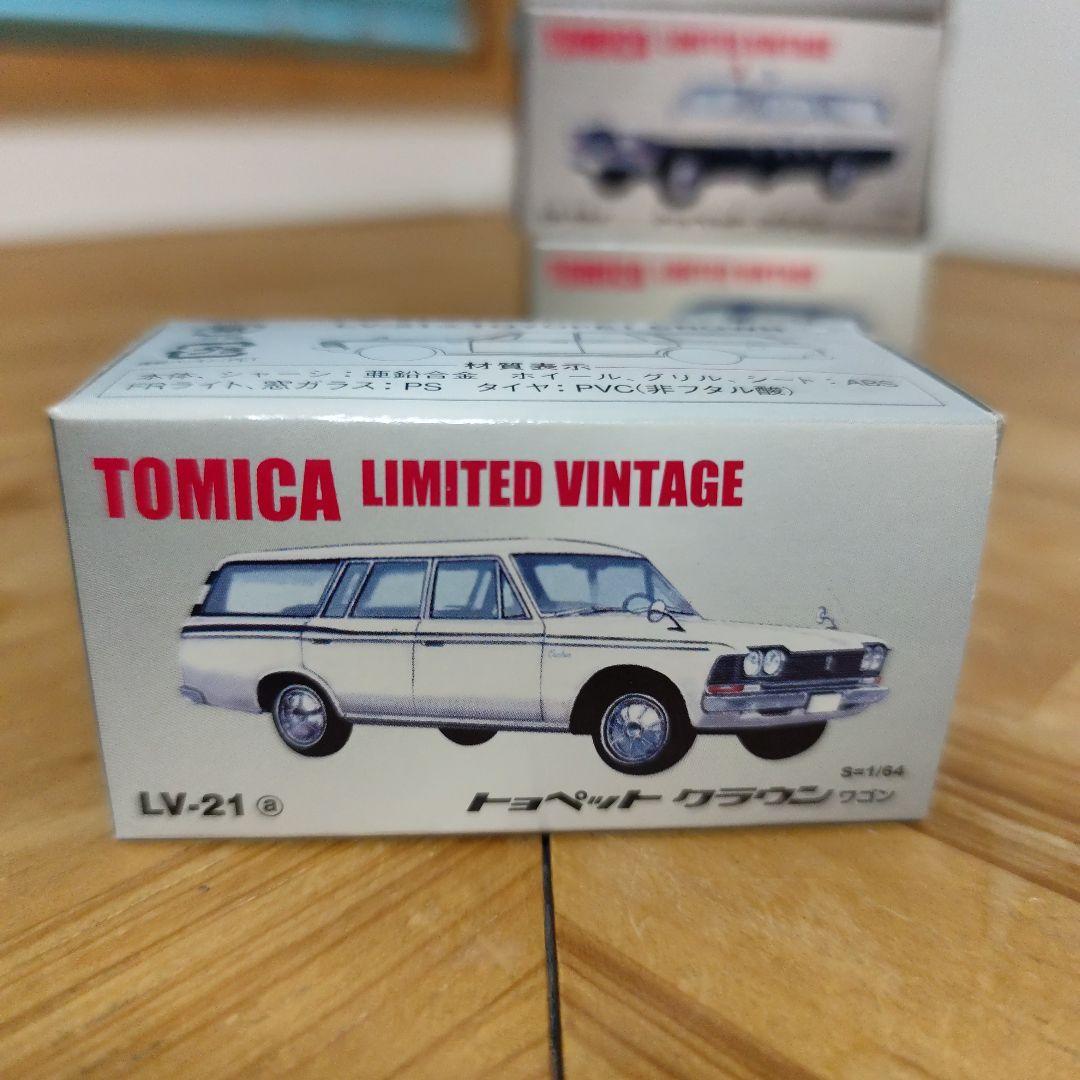 TOMICA LIMITED VINTAGE
TOMICA
材質表示
本体、シャーシ：亜鉛合金 ホイール、グリル、シート：ABS
FRライト、窓ガラス：PS タイヤ：PVC(非フタル酸)
TOMICA LIMITED VINTAGE
S=1/64
LV-21 ⓐ トヨペット クラウン ワゴン